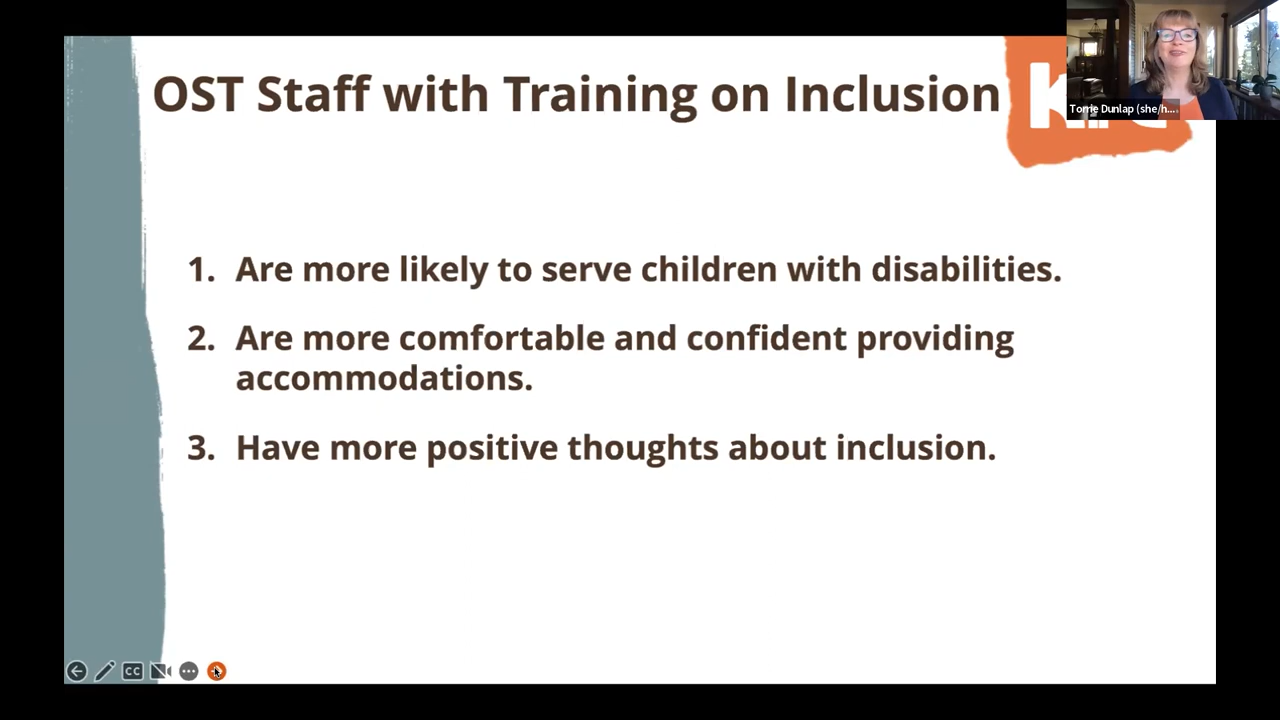 OST Staff with Training on Inclusion
Torrie Dunlap (she/h...
1. Are more likely to serve children with disabilities.
2. Are more comfortable and confident providing
accommodations.
3. Have more positive thoughts about inclusion.
CC